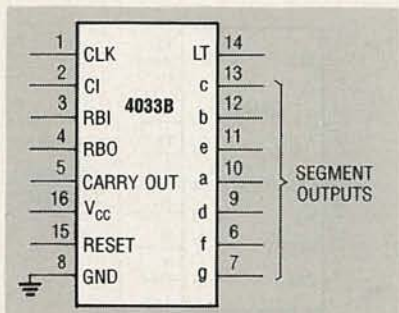 1 CLK LT 14
2 CI c 13
3 RBI 4033B b 12
4 RBO e 11
5 CARRY OUT a 10
16 VCC d 9
15 RESET f 6
8 GND g 7
SEGMENT
OUTPUTS